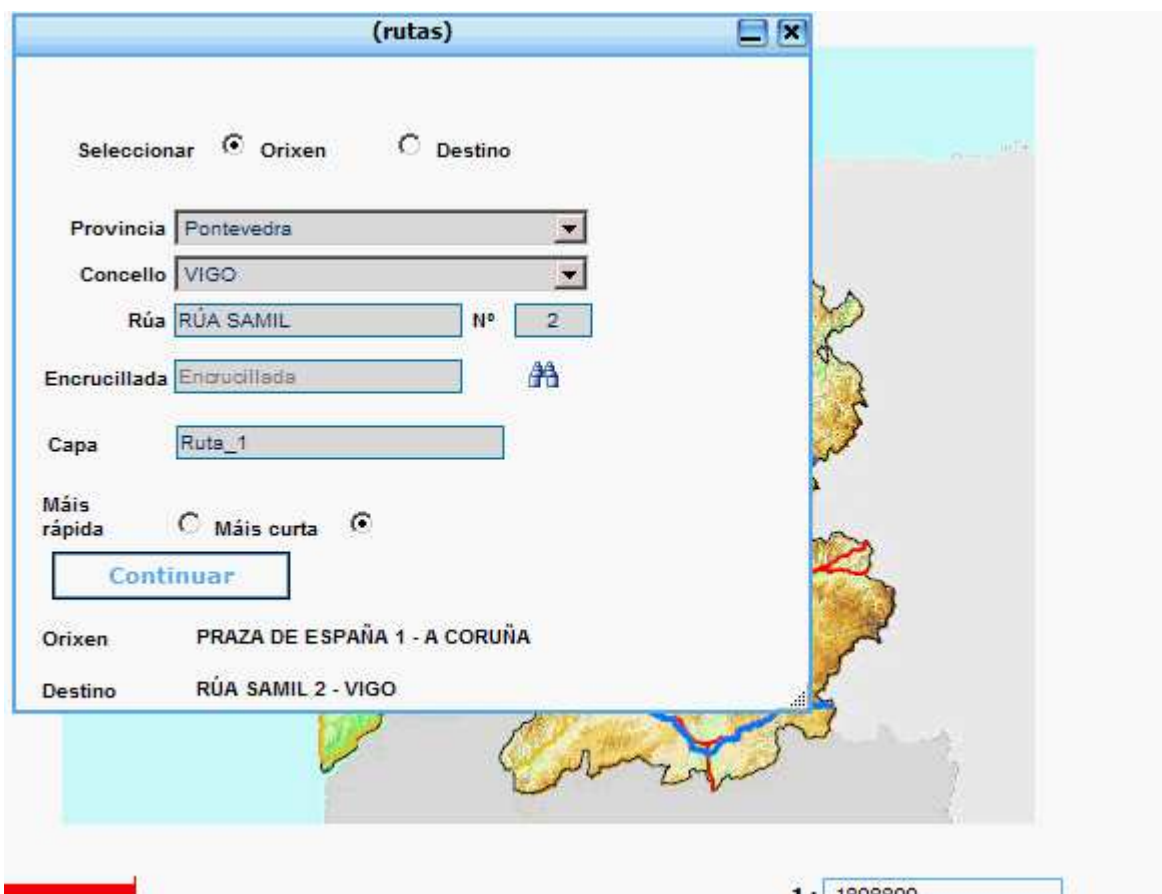 (rutas)
Seleccionar Orixen Destino
Provincia Pontevedra
Concello VIGO
Rúa RÚA SAMIL Nº 2
Encrucillada Encrucillada
Capa Ruta_1
Máis
rápida Máis curta
Continuar
Orixen PRAZA DE ESPAÑA 1 - A CORUÑA
Destino RÚA SAMIL 2 - VIGO